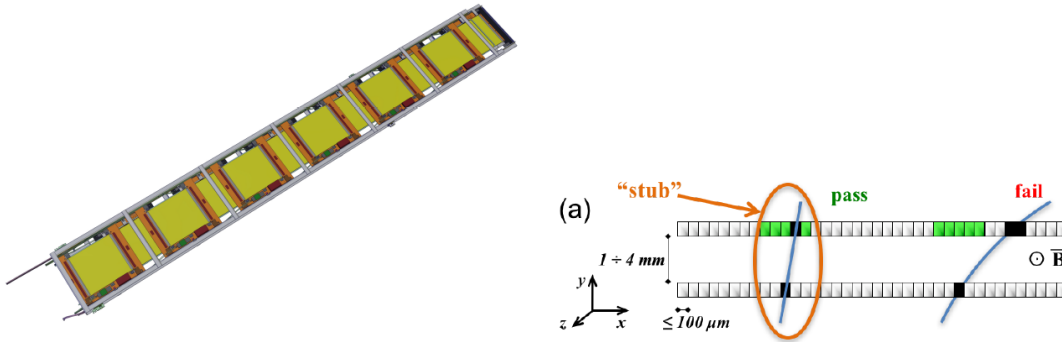 “stub”
pass
fail
(a)
1 ÷ 4 mm
⊙ B
y
z
x
≤ 100 μm